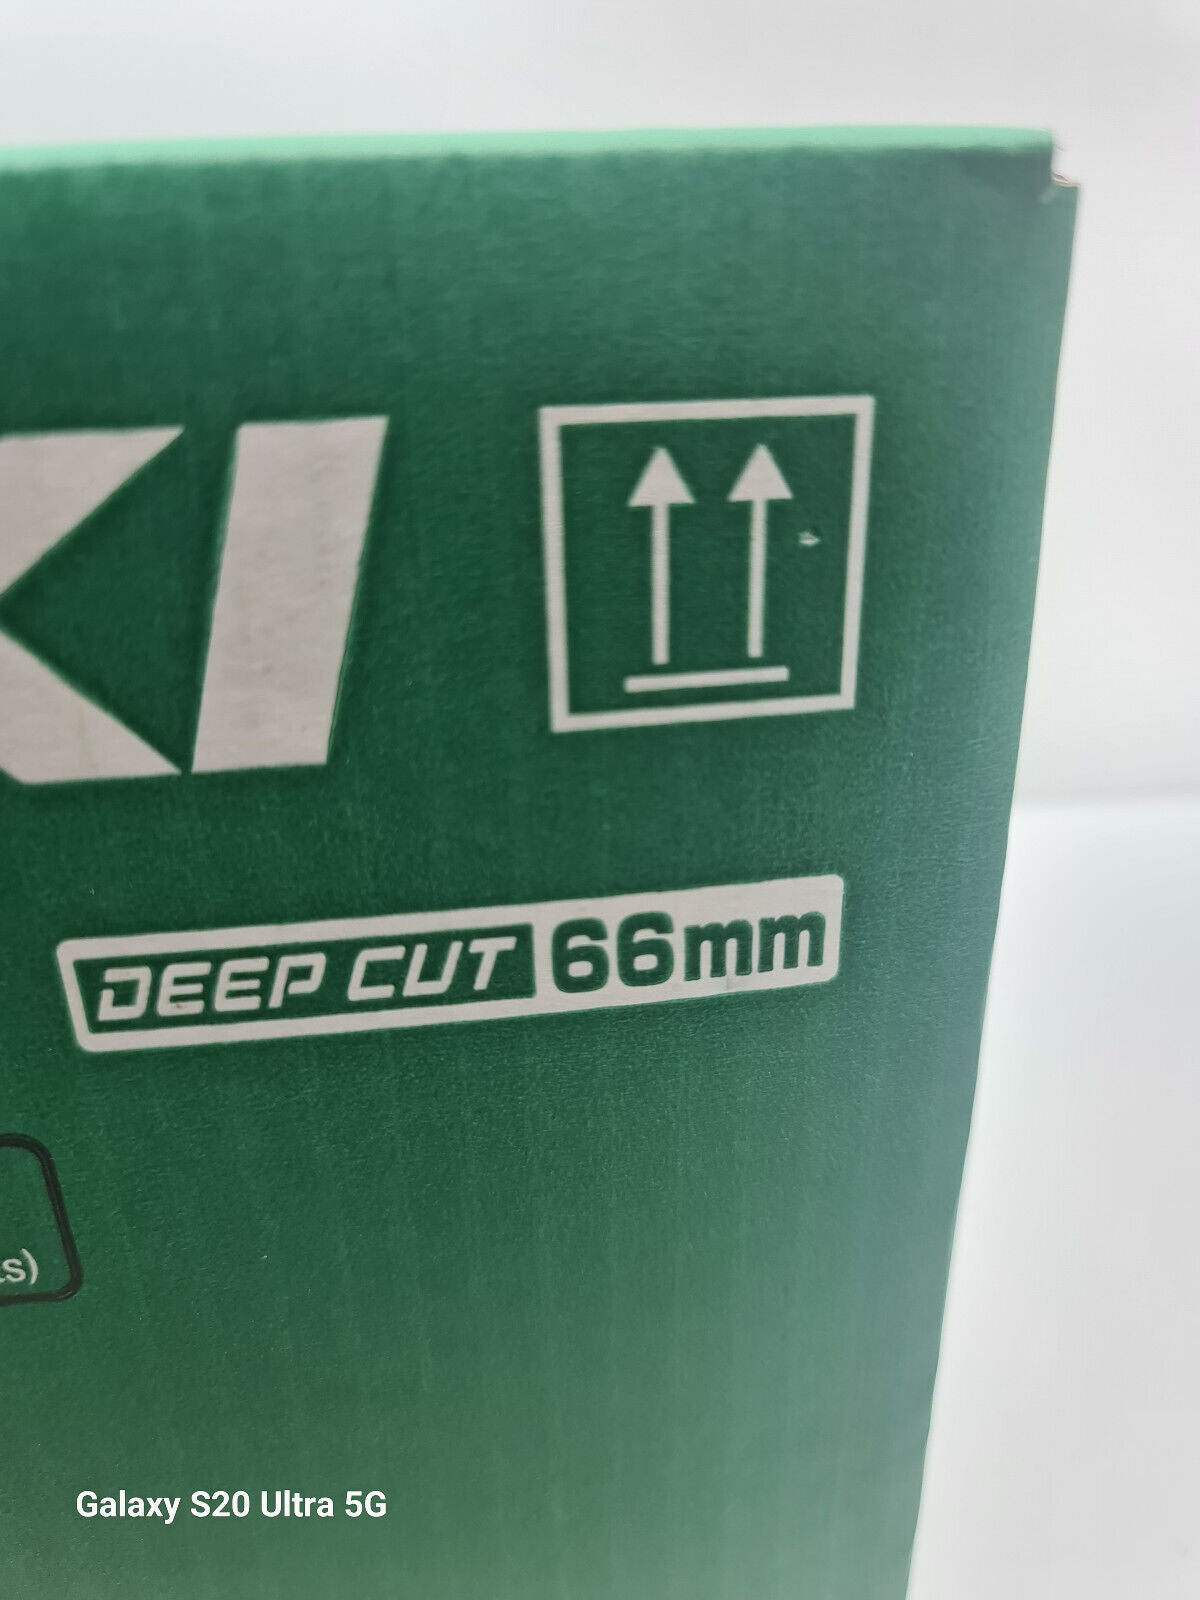 KI
DEEP CUT 66mm
s)
Galaxy S20 Ultra 5G